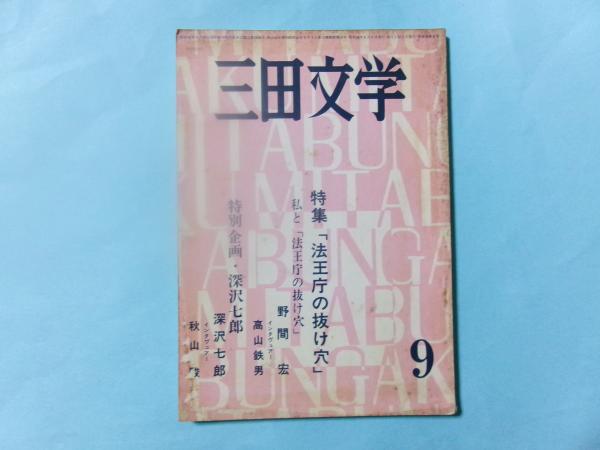 三田文学
特集「法王庁の抜け穴」
私と「法王庁の抜け穴」
野間宏
インタヴュアー
高山鉄男
特別企画・深沢七郎
深沢七郎
インタヴュアー
秋山駿
9
MITABUNGAKU